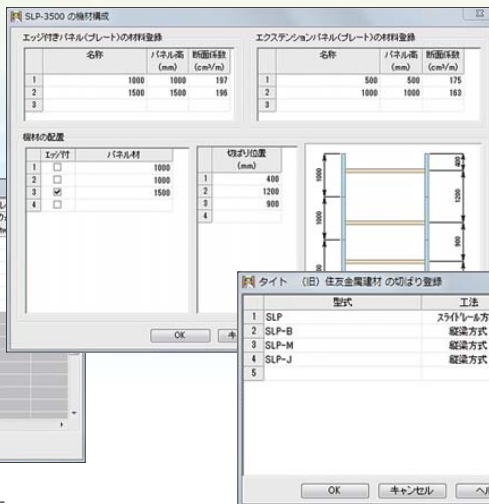 SLP-3500 の機材構成
エッジ付きパネル(プレート)の材料登録
名称 パネル高 (mm) 断面係数 (cm³/m)
1 1000 1000 197
2 1500 1500 196
3
エクステンションパネル(プレート)の材料登録
名称 パネル高 (mm) 断面係数 (cm³/m)
1 500 500 175
2 1000 1000 163
3
機材の配置
エッジ付 パネル材
1 1000
2 1000
3 1500
4
切ばり位置 (mm)
1 400
2 1200
3 900
4
1000
1000
400
1200
900
OK
タイト (旧)住友金属建材 の切ばり登録
型式 工法
1 SLP スライドレール方
2 SLP-B 縦梁方式
3 SLP-M 縦梁方式
4 SLP-J 縦梁方式
5
OK キャンセル